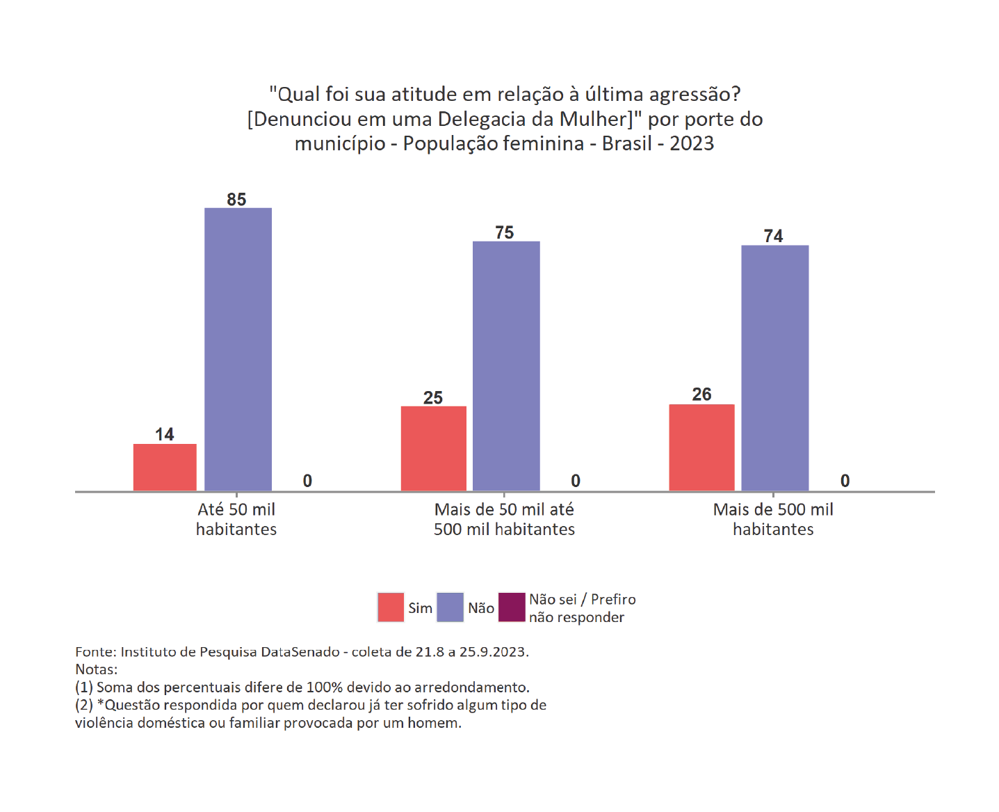 "Qual foi sua atitude em relação à última agressão?
[Denunciou em uma Delegacia da Mulher]" por porte do
município - População feminina - Brasil - 2023
85
75
74
14
25
26
0
0
0
Até 50 mil
habitantes
Mais de 50 mil até
500 mil habitantes
Mais de 500 mil
habitantes
Sim
Não
Não sei / Prefiro
não responder
Fonte: Instituto de Pesquisa DataSenado - coleta de 21.8 a 25.9.2023.
Notas:
(1) Soma dos percentuais difere de 100% devido ao arredondamento.
(2) *Questão respondida por quem declarou já ter sofrido algum tipo de
violência doméstica ou familiar provocada por um homem.